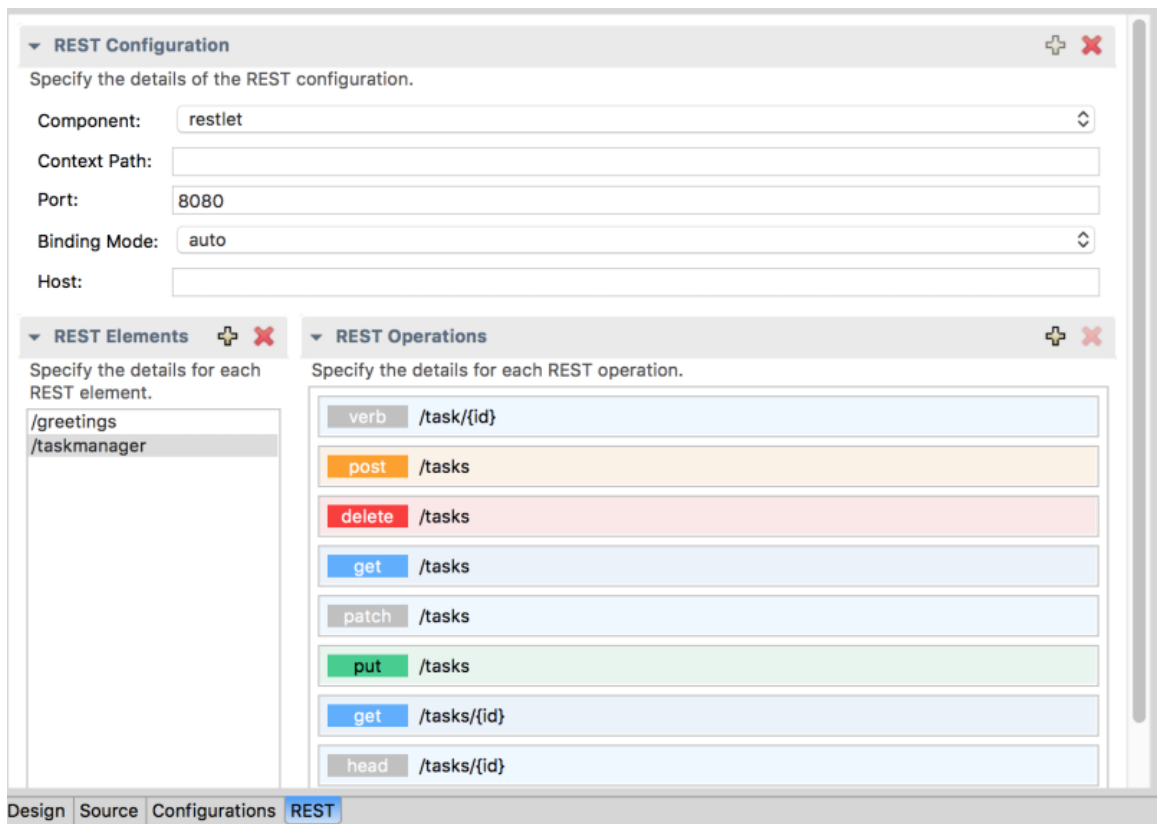 REST Configuration
Specify the details of the REST configuration.
Component: restlet
Context Path:
Port: 8080
Binding Mode: auto
Host:
REST Elements
Specify the details for each
REST element.
/greetings
/taskmanager
REST Operations
Specify the details for each REST operation.
verb /task/{id}
post /tasks
delete /tasks
get /tasks
patch /tasks
put /tasks
get /tasks/{id}
head /tasks/{id}
Design Source Configurations REST